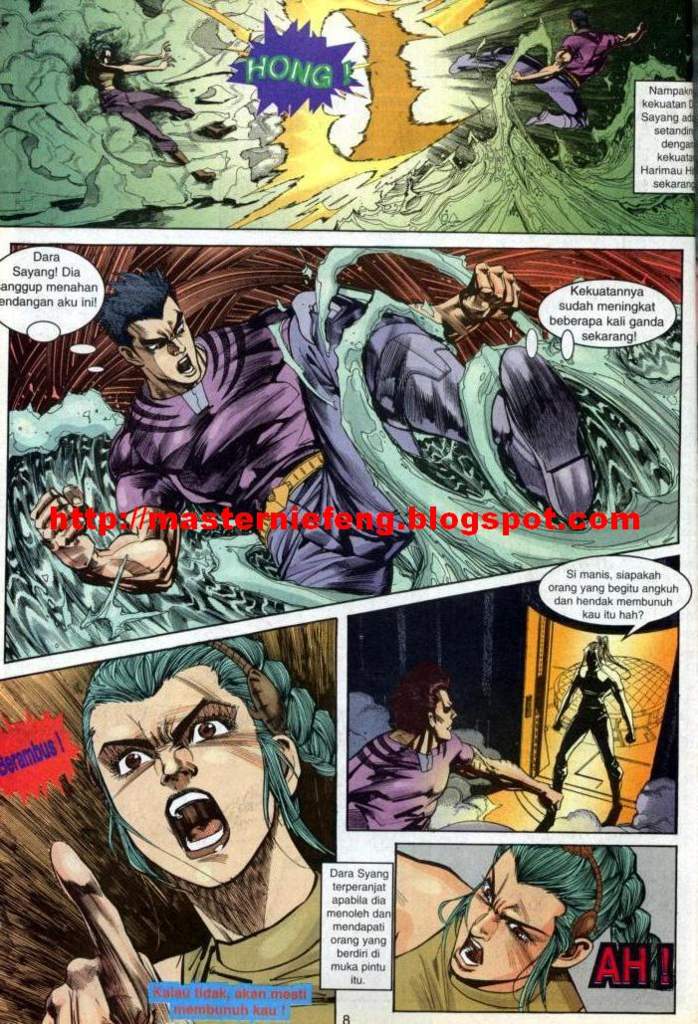 HONG !
Nampak
kekuatan
Sayang
setandi
denga
kekuata
Harimau
sekarang
Dara
Sayang! Dia
sanggup menahan
endangan aku ini!
Kekuatannya
sudah meningkat
beberapa kali ganda
sekarang!
http://masterniefeng.blogspot.com
Si manis, siapakah
orang yang begitu angkuh
dan hendak membunuh
kau itu hah?
Berambus !
Kalau tidak, akan mesti
membunuh kau !
Dara Syang
terperanjat
apabila dia
menoleh dan
mendapati
orang yang
berdiri di
muka pintu
itu.
AH !
8